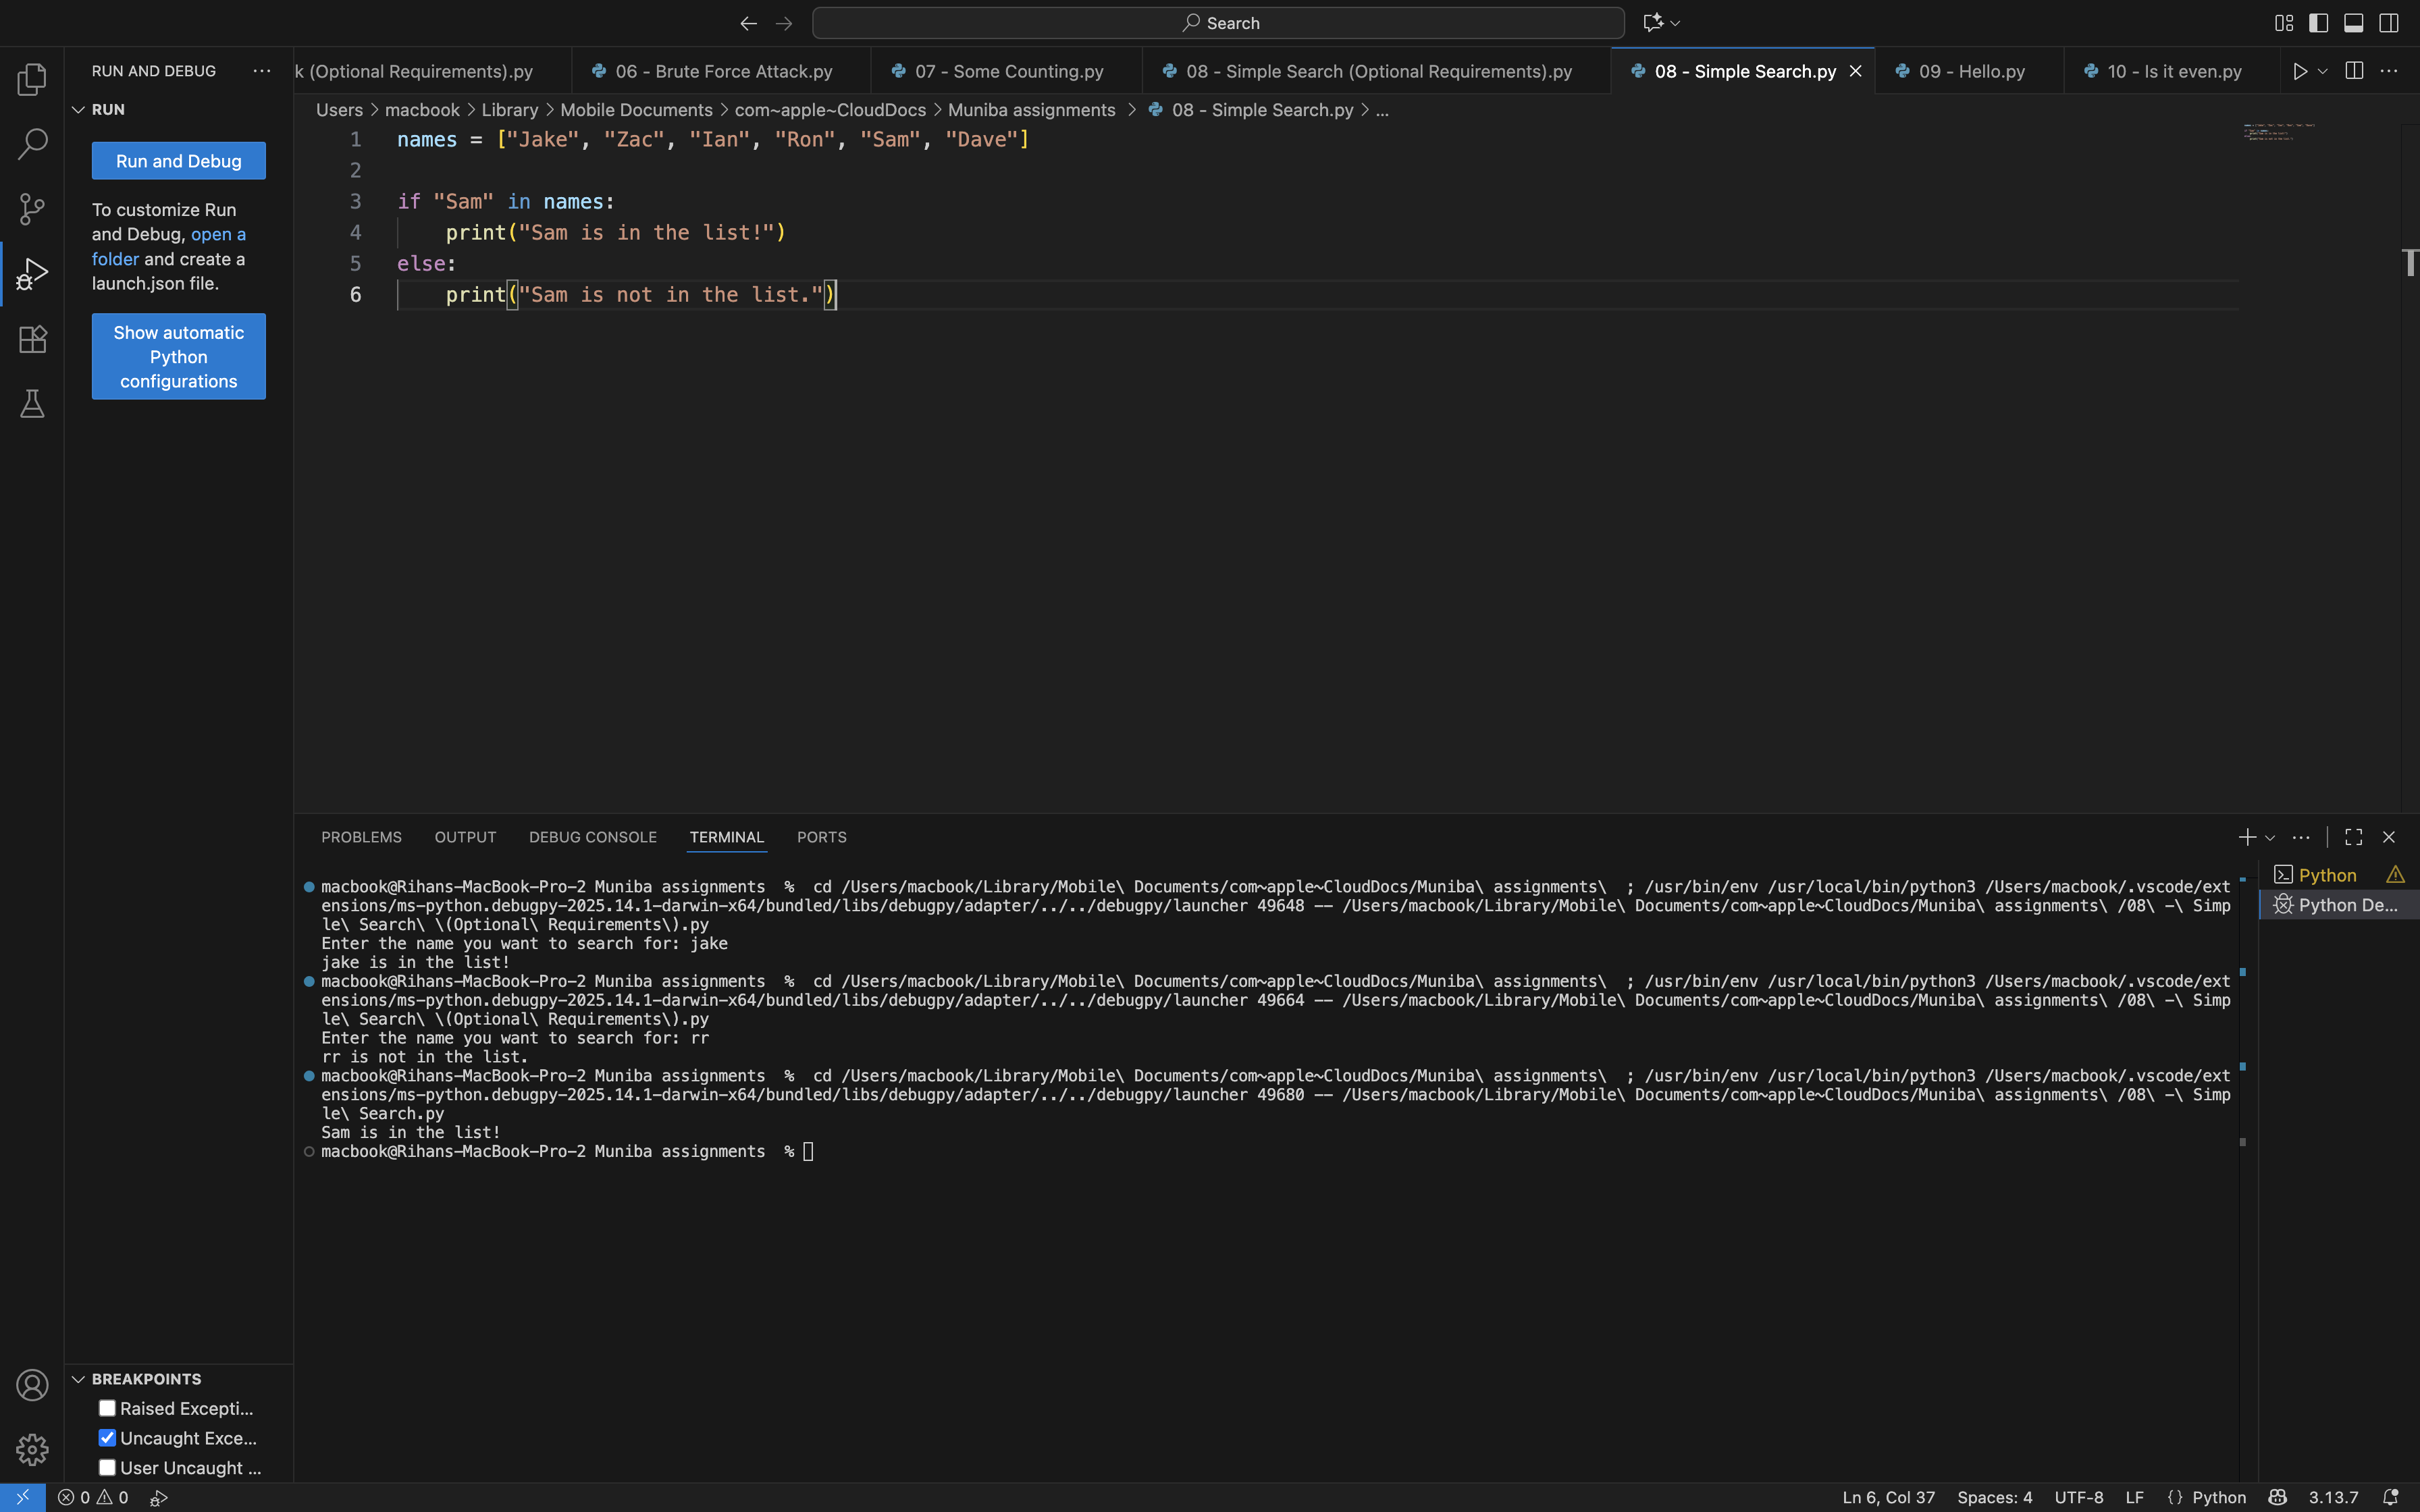 Search
RUN AND DEBUG
k (Optional Requirements).py
06 - Brute Force Attack.py
07 - Some Counting.py
08 - Simple Search (Optional Requirements).py
08 - Simple Search.py
09 - Hello.py
10 - Is it even.py
RUN
Run and Debug
To customize Run
and Debug, open a
folder and create a
launch.json file.
Show automatic
Python
configurations
Users > macbook > Library > Mobile Documents > com~apple~CloudDocs > Muniba assignments > 08 - Simple Search.py > ...
1 names = ["Jake", "Zac", "Ian", "Ron", "Sam", "Dave"]
2
3 if "Sam" in names:
4     print("Sam is in the list!")
5 else:
6     print("Sam is not in the list.")
PROBLEMS OUTPUT DEBUG CONSOLE TERMINAL PORTS
macbook@Rihans-MacBook-Pro-2 Muniba assignments  %  cd /Users/macbook/Library/Mobile\ Documents/com~apple~CloudDocs/Muniba\ assignments\  ; /usr/bin/env /usr/local/bin/python3 /Users/macbook/.vscode/ext
ensions/ms-python.debugpy-2025.14.1-darwin-x64/bundled/libs/debugpy/adapter/../../debugpy/launcher 49648 -- /Users/macbook/Library/Mobile\ Documents/com~apple~CloudDocs/Muniba\ assignments\ /08\ -\ Simp
le\ Search\ \(Optional\ Requirements\).py
Enter the name you want to search for: jake
jake is in the list!
macbook@Rihans-MacBook-Pro-2 Muniba assignments  %  cd /Users/macbook/Library/Mobile\ Documents/com~apple~CloudDocs/Muniba\ assignments\  ; /usr/bin/env /usr/local/bin/python3 /Users/macbook/.vscode/ext
ensions/ms-python.debugpy-2025.14.1-darwin-x64/bundled/libs/debugpy/adapter/../../debugpy/launcher 49664 -- /Users/macbook/Library/Mobile\ Documents/com~apple~CloudDocs/Muniba\ assignments\ /08\ -\ Simp
le\ Search\ \(Optional\ Requirements\).py
Enter the name you want to search for: rr
rr is not in the list.
macbook@Rihans-MacBook-Pro-2 Muniba assignments  %  cd /Users/macbook/Library/Mobile\ Documents/com~apple~CloudDocs/Muniba\ assignments\  ; /usr/bin/env /usr/local/bin/python3 /Users/macbook/.vscode/ext
ensions/ms-python.debugpy-2025.14.1-darwin-x64/bundled/libs/debugpy/adapter/../../debugpy/launcher 49680 -- /Users/macbook/Library/Mobile\ Documents/com~apple~CloudDocs/Muniba\ assignments\ /08\ -\ Simp
le\ Search.py
Sam is in the list!
macbook@Rihans-MacBook-Pro-2 Muniba assignments  %
Python
Python De...
BREAKPOINTS
Raised Excepti...
Uncaught Exce...
User Uncaught ...
0 0
Ln 6, Col 37 Spaces: 4 UTF-8 LF {} Python 3.13.7